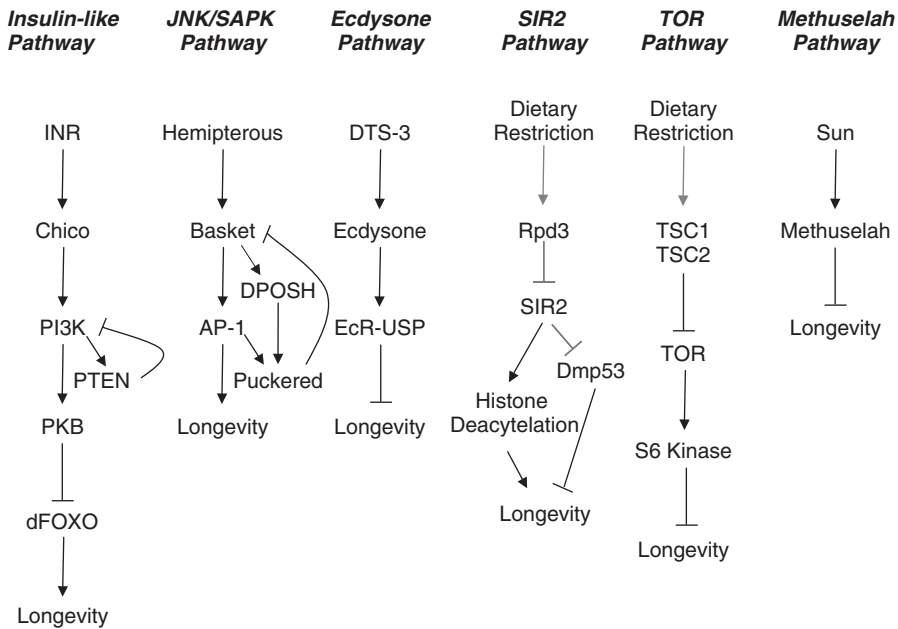 Insulin-like
Pathway
INR
Chico
PI3K
PTEN
PKB
dFOXO
Longevity
JNK/SAPK
Pathway
Hemipterous
Basket
DPOSH
AP-1
Puckered
Longevity
Ecdysone
Pathway
DTS-3
Ecdysone
EcR-USP
Longevity
SIR2
Pathway
Dietary
Restriction
Rpd3
SIR2
Dmp53
Histone
Deacytelation
Longevity
TOR
Pathway
Dietary
Restriction
TSC1
TSC2
TOR
S6 Kinase
Longevity
Methuselah
Pathway
Sun
Methuselah
Longevity